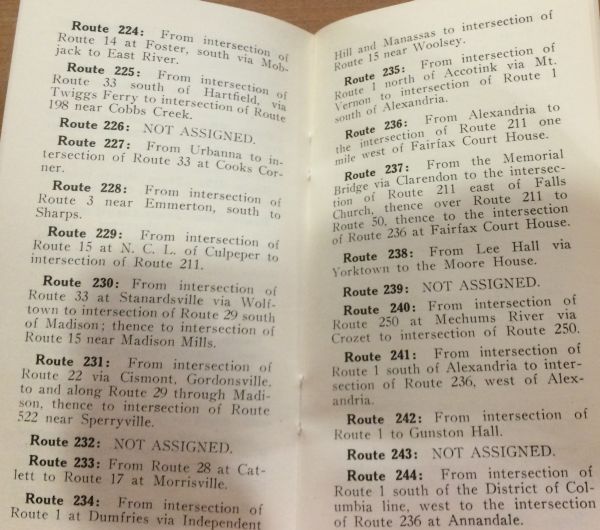 Route 224: From intersection of
Route 14 at Foster, south via Mob-
jack to East River.
Route 225: From intersection of
Route 33 south of Hartfield, via
Twiggs Ferry to intersection of Route
198 near Cobbs Creek.
Route 226: NOT ASSIGNED.
Route 227: From Urbanna to in-
tersection of Route 33 at Cooks Cor-
ner.
Route 228: From intersection of
Route 3 near Emmerton, south to
Sharps.
Route 229: From intersection of
Route 15 at N. C. L. of Culpeper to
intersection of Route 211.
Route 230: From intersection of
Route 33 at Stanardsville via Wolf-
town to intersection of Route 29 south
of Madison; thence to intersection of
Route 15 near Madison Mills.
Route 231: From intersection of
Route 22 via Cismont, Gordonsville,
to and along Route 29 through Madi-
son, thence to intersection of Route
522 near Sperryville.
Route 232: NOT ASSIGNED.
Route 233: From Route 28 at Cat-
lett to Route 17 at Morrisville.
Route 234: From intersection of
Route 1 at Dumfries via Independent
Hill and Manassas to intersection of
Route 15 near Woolsey.
Route 235: From intersection of
Route 1 north of Accotink via Mt.
Vernon to intersection of Route 1
south of Alexandria.
Route 236: From Alexandria to
the intersection of Route 211 one
mile west of Fairfax Court House.
Route 237: From the Memorial
Bridge via Clarendon to the intersec-
tion of Route 211 east of Falls
Church, thence over Route 211 to
Route 50, thence to the intersection
of Route 236 at Fairfax Court House.
Route 238: From Lee Hall via
Yorktown to the Moore House.
Route 239: NOT ASSIGNED.
Route 240: From intersection of
Route 250 at Mechums River via
Crozet to intersection of Route 250.
Route 241: From intersection of
Route 1 south of Alexandria to inter-
section of Route 236, west of Alex-
andria.
Route 242: From intersection of
Route 1 to Gunston Hall.
Route 243: NOT ASSIGNED.
Route 244: From intersection of
Route 1 south of the District of Col-
umbia line, west to the intersection
of Route 236 at Annandale.